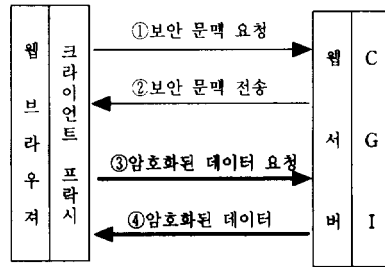 웹 브라우져
크라이언트 프락시
①보안 문맥 요청
②보안 문맥 전송
③암호화된 데이터 요청
④암호화된 데이터
웹 서버
CGI